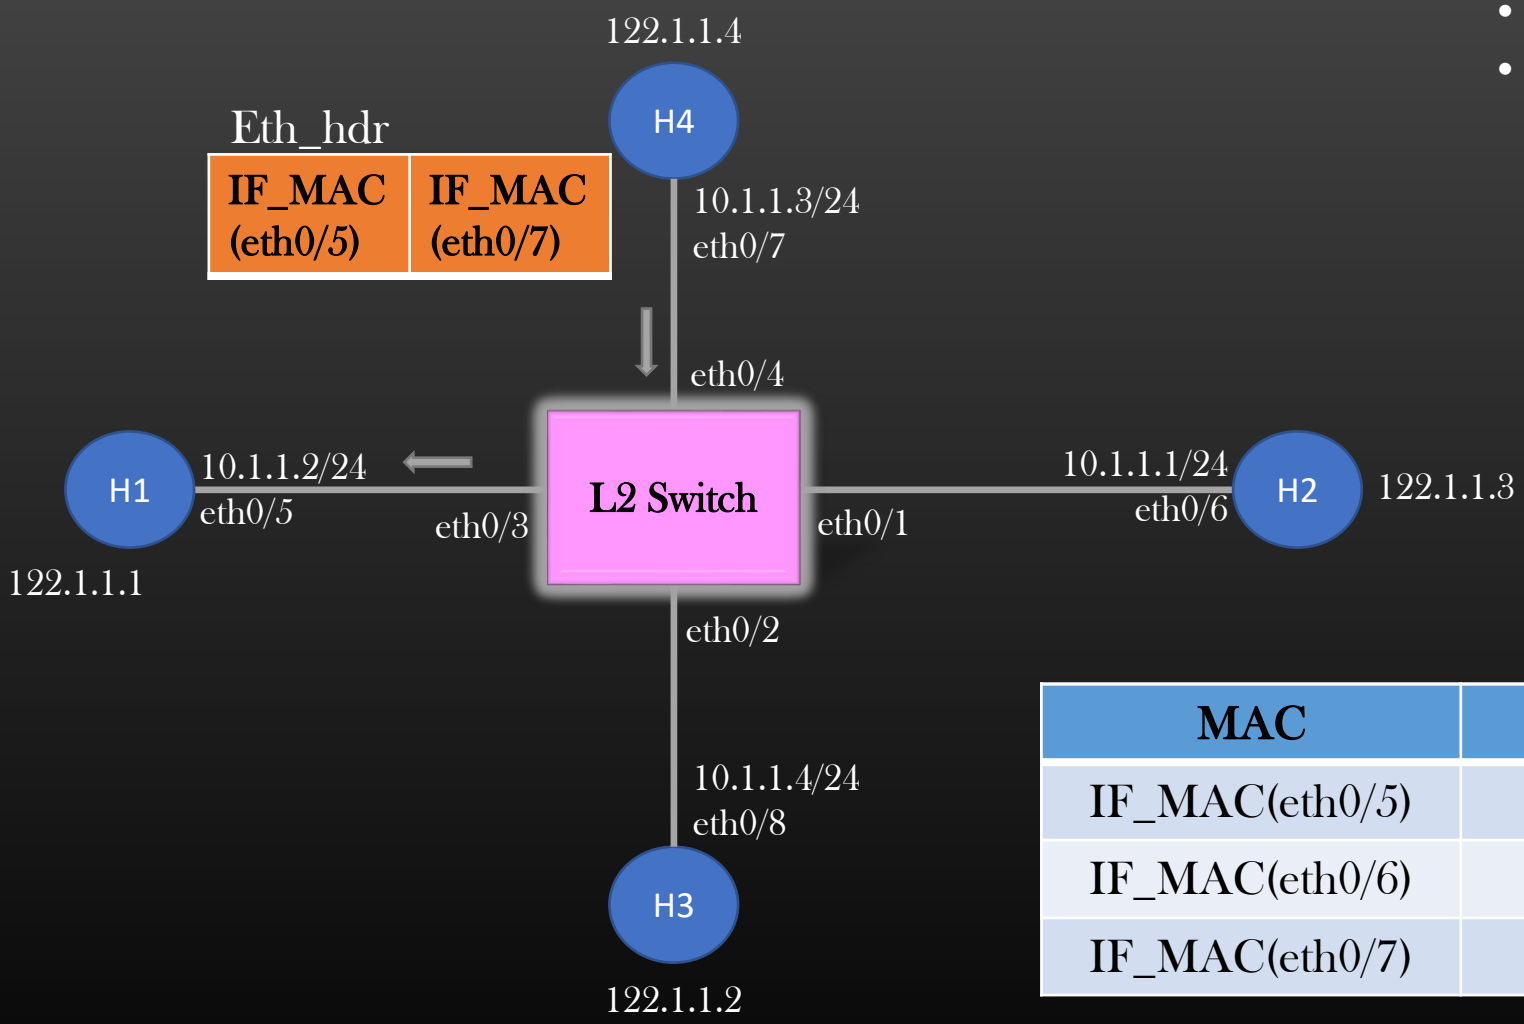 122.1.1.4
H4
Eth_hdr
IF_MAC IF_MAC
(eth0/5) (eth0/7)
10.1.1.3/24
eth0/7
eth0/4
H1
10.1.1.2/24
eth0/5
eth0/3
122.1.1.1
L2 Switch
eth0/1
10.1.1.1/24
eth0/6
H2
122.1.1.3
eth0/2
10.1.1.4/24
eth0/8
H3
122.1.1.2
MAC
IF_MAC(eth0/5)
IF_MAC(eth0/6)
IF_MAC(eth0/7)